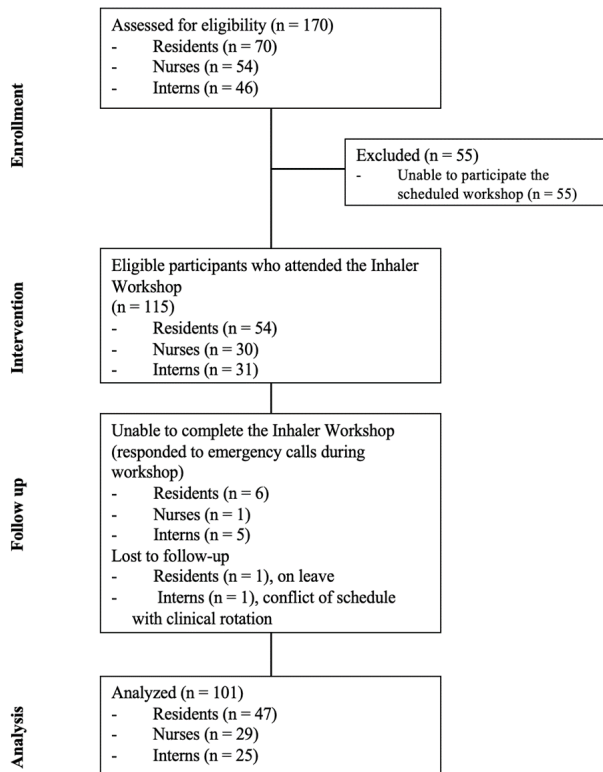 Enrollment
Assessed for eligibility (n = 170)
- Residents (n = 70)
- Nurses (n = 54)
- Interns (n = 46)
Excluded (n = 55)
- Unable to participate the
scheduled workshop (n = 55)
Intervention
Eligible participants who attended the Inhaler
Workshop
(n = 115)
- Residents (n = 54)
- Nurses (n = 30)
- Interns (n = 31)
Follow up
Unable to complete the Inhaler Workshop
(responded to emergency calls during
workshop)
- Residents (n = 6)
- Nurses (n = 1)
- Interns (n = 5)
Lost to follow-up
- Residents (n = 1), on leave
- Interns (n = 1), conflict of schedule
with clinical rotation
Analysis
Analyzed (n = 101)
- Residents (n = 47)
- Nurses (n = 29)
- Interns (n = 25)